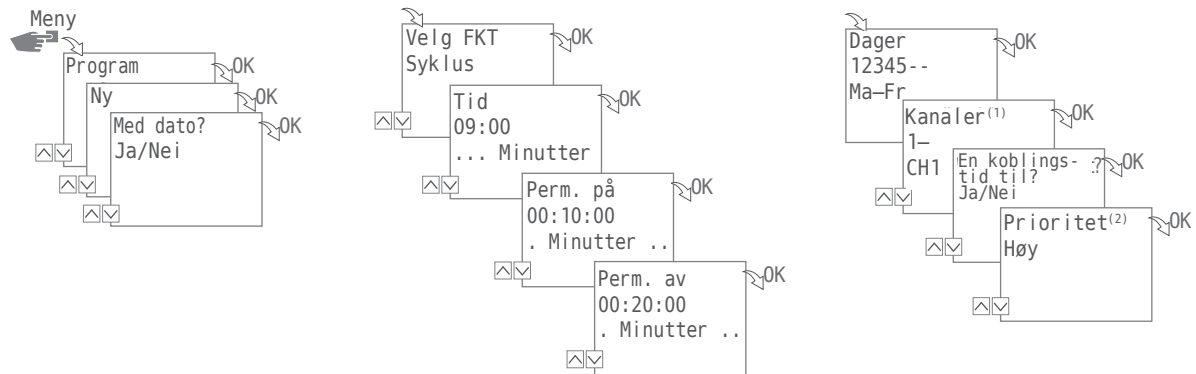 Meny
Program
OK
Ny
OK
Med dato?
Ja/Nei
OK
Velg FKT
Syklus
OK
Tid
09:00
... Minutter
OK
Perm. på
00:10:00
. Minutter ..
OK
Perm. av
00:20:00
. Minutter ..
OK
Dager
12345--
Ma–Fr
OK
Kanäler(1)
1–
CH1
OK
En koblings- ?
tid til?
Ja/Nei
OK
Prioritet(2)
Høy
OK